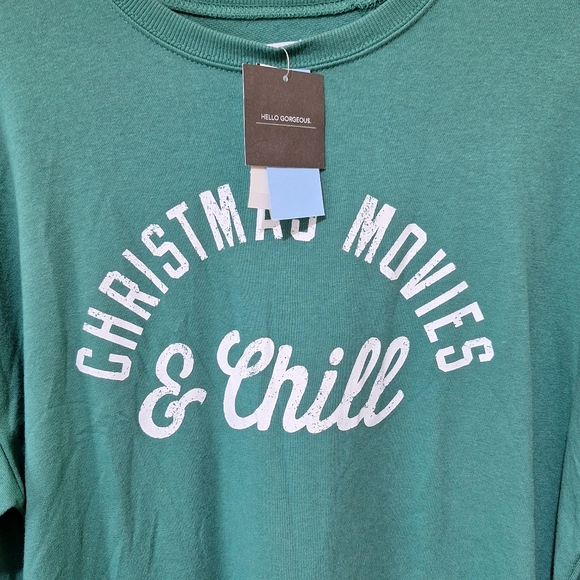 HELLO GORGEOUS.
CHRISTMAS MOVIES
& Chill